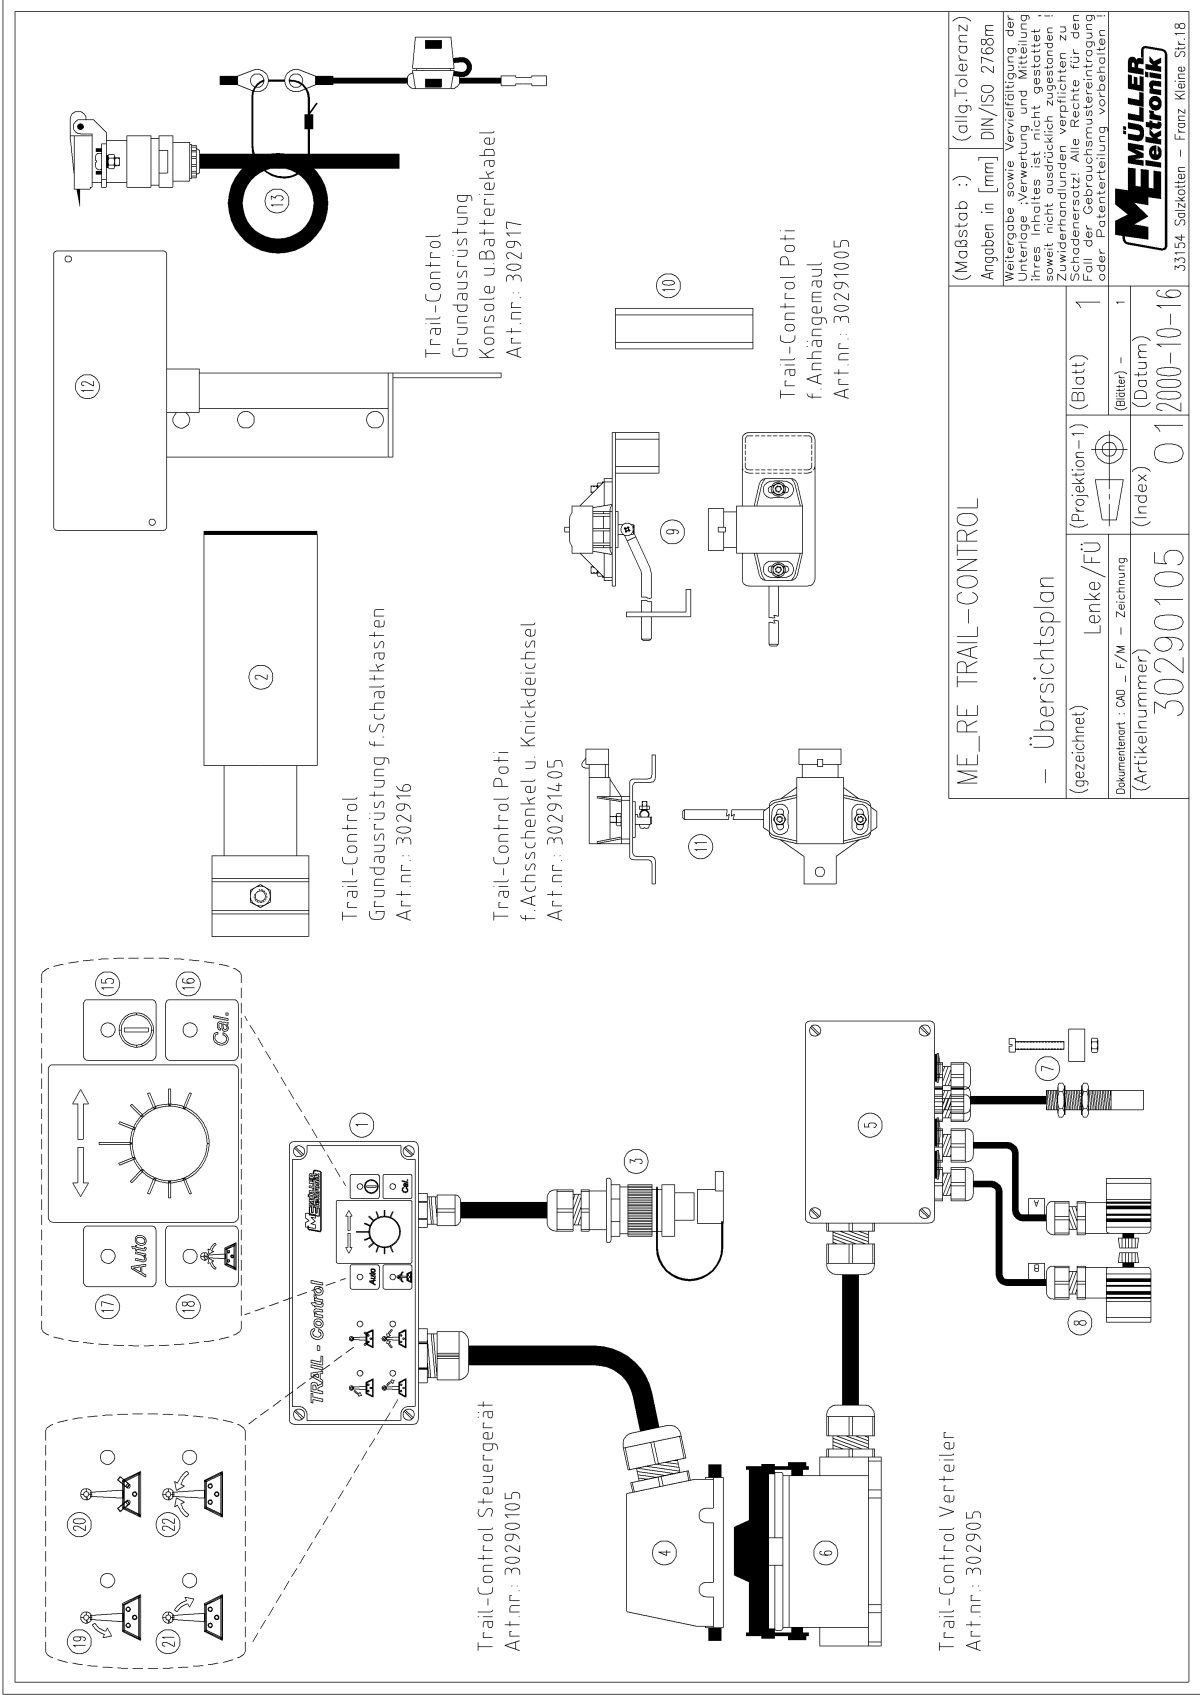 19
20
21
22
17
Auto
18
15
16
Cal.
TRAIL - Control
MEMÜLLER
Elektronik
Auto
Cal.
1
2
12
13
Trail-Control
Grundausrüstung f.Schaltkasten
Art.nr.: 302916
Trail-Control
Grundausrüstung
Konsole u.Batteriekabel
Art.nr.: 302917
Trail-Control Steuergerät
Art.nr.: 30290105
3
4
Trail-Control Poti
f.Achsschenkel u. Knickdeichsel
Art.nr.: 30291405
11
9
10
Trail-Control Poti
f.Anhängemaul
Art.nr.: 30291005
6
5
7
8
A
B
Trail-Control Verteiler
Art.nr.: 302905
ME_RE TRAIL-CONTROL
- Übersichtsplan
(Maßstab :)
(allg.Toleranz)
Angaben in [mm]
DIN/ISO 2768m
Weitergabe sowie Vervielfältigung der
Unterlage ,Verwertung und Mitteilung
ihres Inhaltes ist nicht gestattet ,
soweit nicht ausdrücklich zugestanden !
Zuwiderhandlunden verpflichten zu
Schadenersatz! Alle Rechte für den
Fall der Gebrauchsmustereintragung
oder Patenterteilung vorbehalten !
(gezeichnet)
Lenke/FÜ
(Projektion-1)
(Blatt)
1
Dokumentenart : CAD _ F/M - Zeichnung
(Blätter) - 1
(Artikelnummer)
30290105
(Index)
01
(Datum)
2000-10-16
MEMÜLLER
Elektronik
33154 Salzkotten - Franz Kleine Str.18